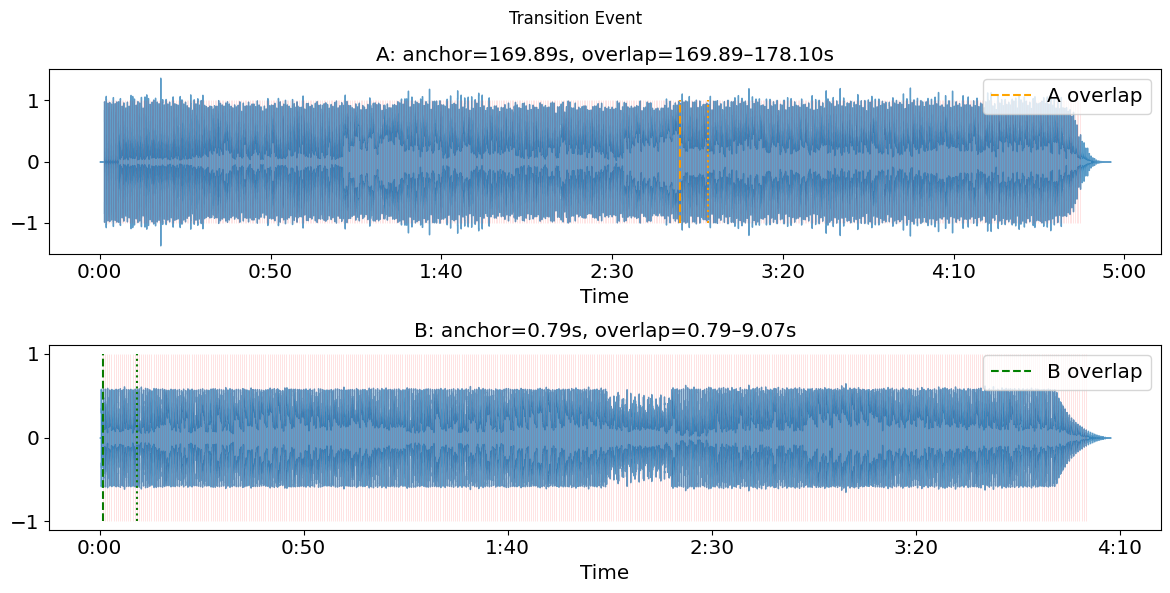 Transition Event
A: anchor=169.89s, overlap=169.89–178.10s
1
0
−1
A overlap
0:00 0:50 1:40 2:30 3:20 4:10 5:00
Time
B: anchor=0.79s, overlap=0.79–9.07s
1
0
−1
B overlap
0:00 0:50 1:40 2:30 3:20 4:10
Time